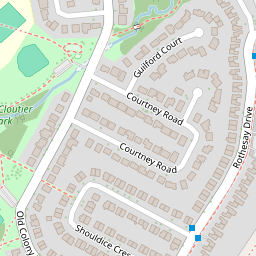 Guilford Court
Courtney Road
Cloutier
Park
Rothesay Drive
Courtney Road
Old Colony
Shouldice Cres